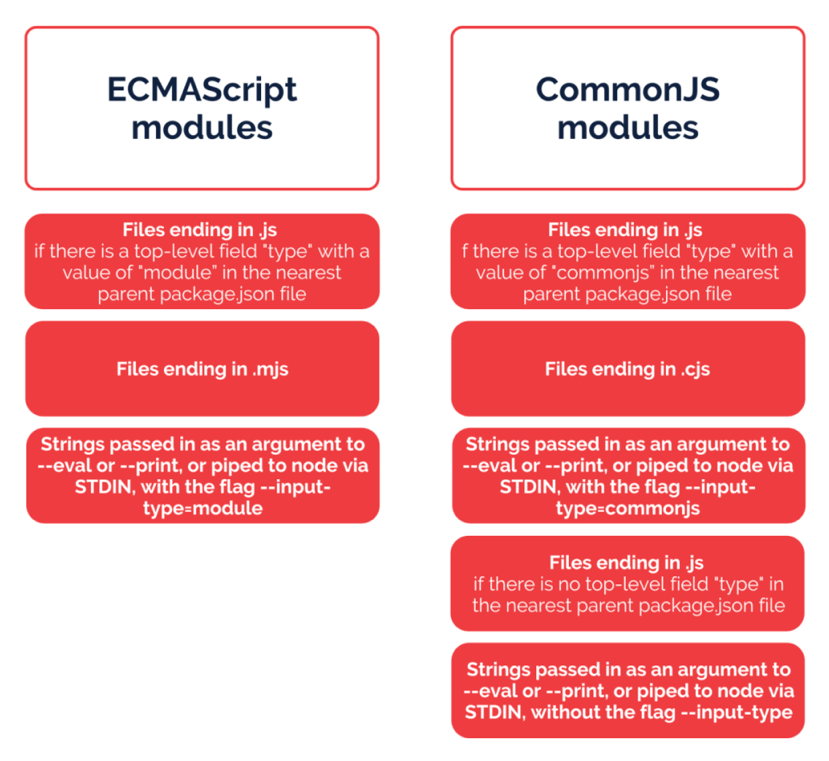 ECMAScript
modules
Files ending in .js
if there is a top-level field "type" with a
value of "module” in the nearest
parent package.json file
Files ending in .mjs
Strings passed in as an argument to
--eval or --print, or piped to node via
STDIN, with the flag --input-
type=module
CommonJS
modules
Files ending in .js
f there is a top-level field "type" with a
value of "commonjs” in the nearest
parent package.json file
Files ending in .cjs
Strings passed in as an argument to
--eval or --print, or piped to node via
STDIN, with the flag --input-
type=commonjs
Files ending in .js
if there is no top-level field "type" in
the nearest parent package.json file
Strings passed in as an argument to
--eval or --print, or piped to node via
STDIN, without the flag --input-type